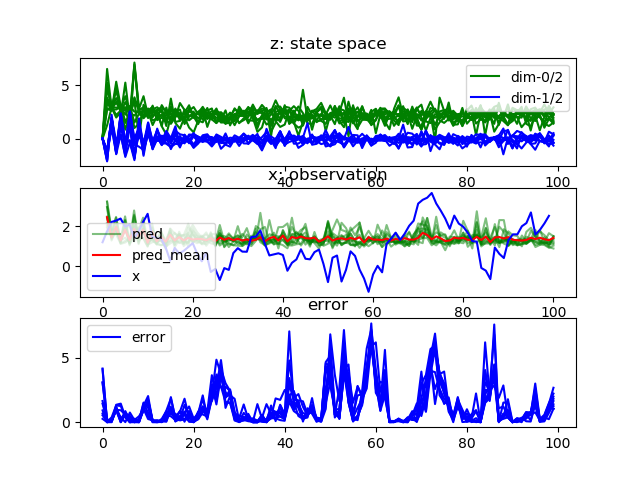 z: state space
5
0
dim-0/2
dim-1/2
0 20 40 60 80 100
x: observation
2
0
pred
pred_mean
x
0 20 40 60 80 100
error
5
0
error
0 20 40 60 80 100